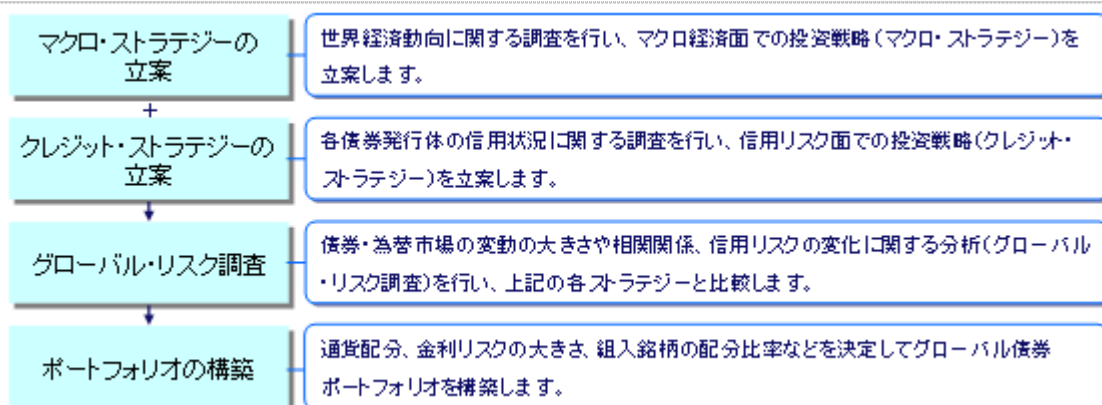 マクロ・ストラテジーの
立案
世界経済動向に関する調査を行い、マクロ経済面での投資戦略(マクロ・ストラテジー)を
立案します。
+
クレジット・ストラテジーの
立案
各債券発行体の信用状況に関する調査を行い、信用リスク面での投資戦略(クレジット・
ストラテジー)を立案します。
グローバル・リスク調査
債券・為替市場の変動の大きさや相関関係、信用リスクの変化に関する分析(グローバル
・リスク調査)を行い、上記の各ストラテジーと比較します。
ポートフォリオの構築
通貨配分、金利リスクの大きさ、組入銘柄の配分比率などを決定してグローバル債券
ポートフォリオを構築します。